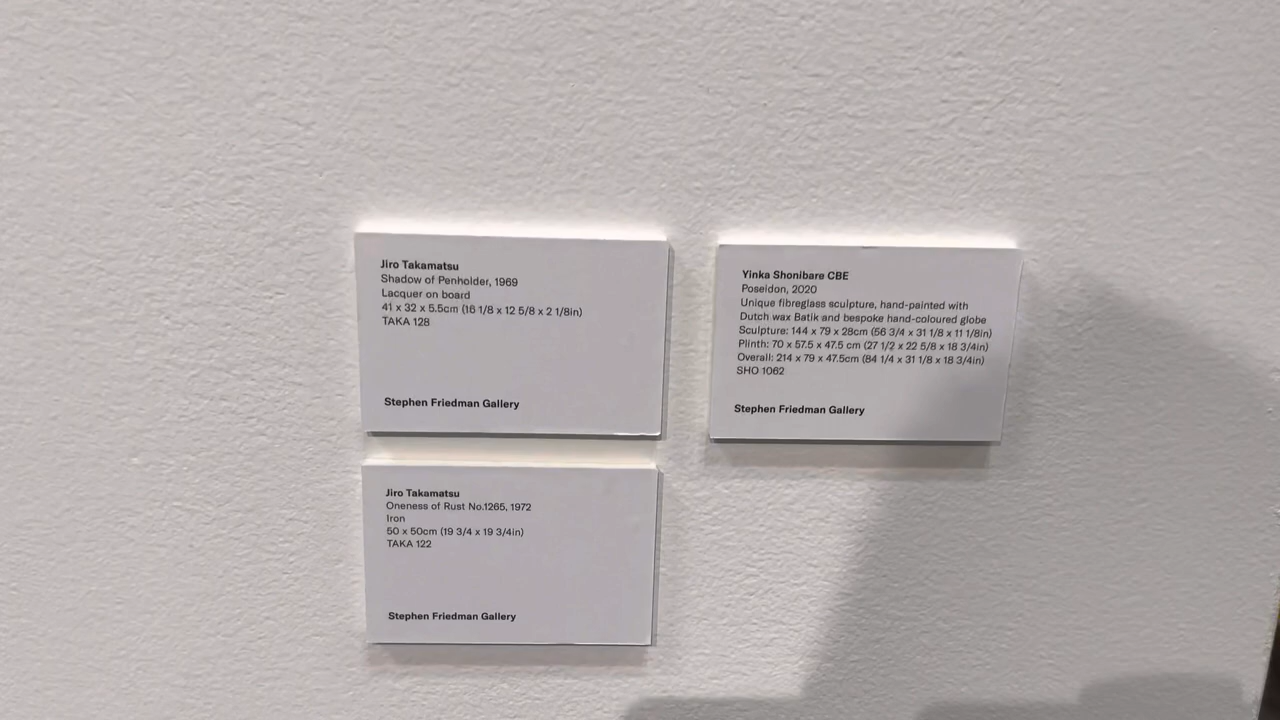 Jiro Takamatsu
Shadow of Penholder, 1969
Lacquer on board
41 x 32 x 5.5cm (16 1/8 x 12 5/8 x 2 1/8in)
TAKA 128
Stephen Friedman Gallery
Yinka Shonibare CBE
Poseidon, 2020
Unique fibreglass sculpture, hand-painted with
Dutch wax Batik and bespoke hand-coloured globe
Sculpture: 144 x 79 x 28cm (56 3/4 x 31 1/8 x 11 1/8in)
Plinth: 70 x 57.5 x 47.5 cm (27 1/2 x 22 5/8 x 18 3/4in)
Overall: 214 x 79 x 47.5cm (84 1/4 x 31 1/8 x 18 3/4in)
SHO 1062
Stephen Friedman Gallery
Jiro Takamatsu
Oneness of Rust No.1265, 1972
Iron
50 x 50cm (19 3/4 x 19 3/4in)
TAKA 122
Stephen Friedman Gallery